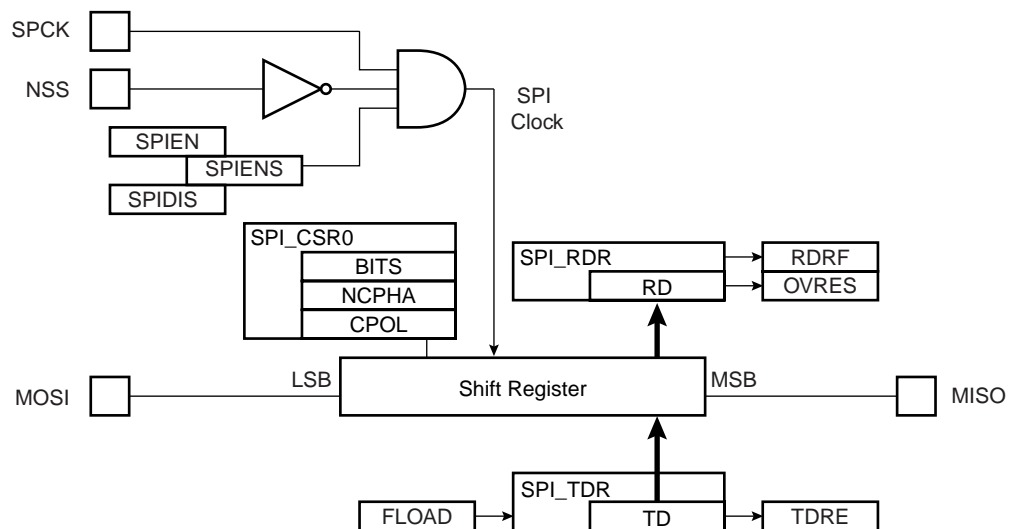 SPCK
NSS
SPI
Clock
SPIEN
SPIENS
SPIDIS
SPI_CSR0
BITS
NCPHA
CPOL
SPI_RDR
RD
RDRF
OVRES
LSB
Shift Register
MSB
MOSI
MISO
SPI_TDR
FLOAD
TD
TDRE